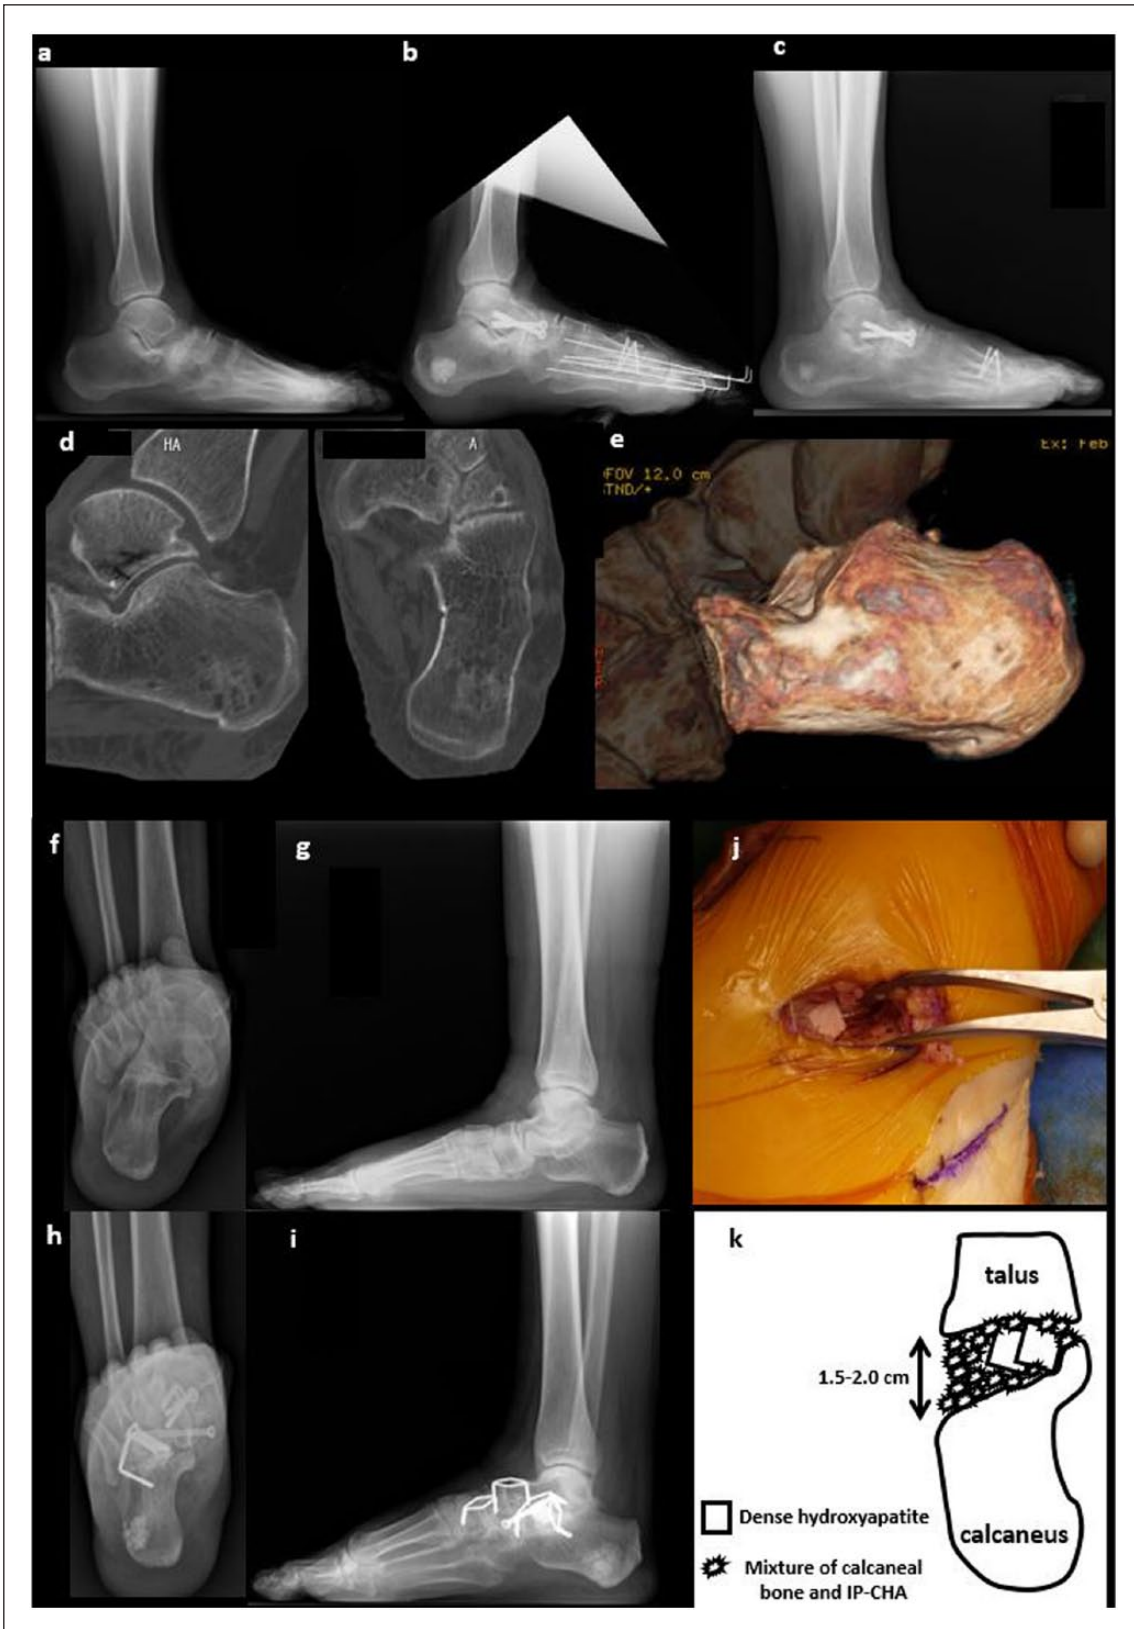 a
b
c
d
HA
A
e
Ex: Feb
FOV 12.0 cm
TND/+
f
g
j
h
i
k
talus
1.5-2.0 cm
Dense hydroxyapatite
calcaneus
Mixture of calcaneal
bone and IP-CHA